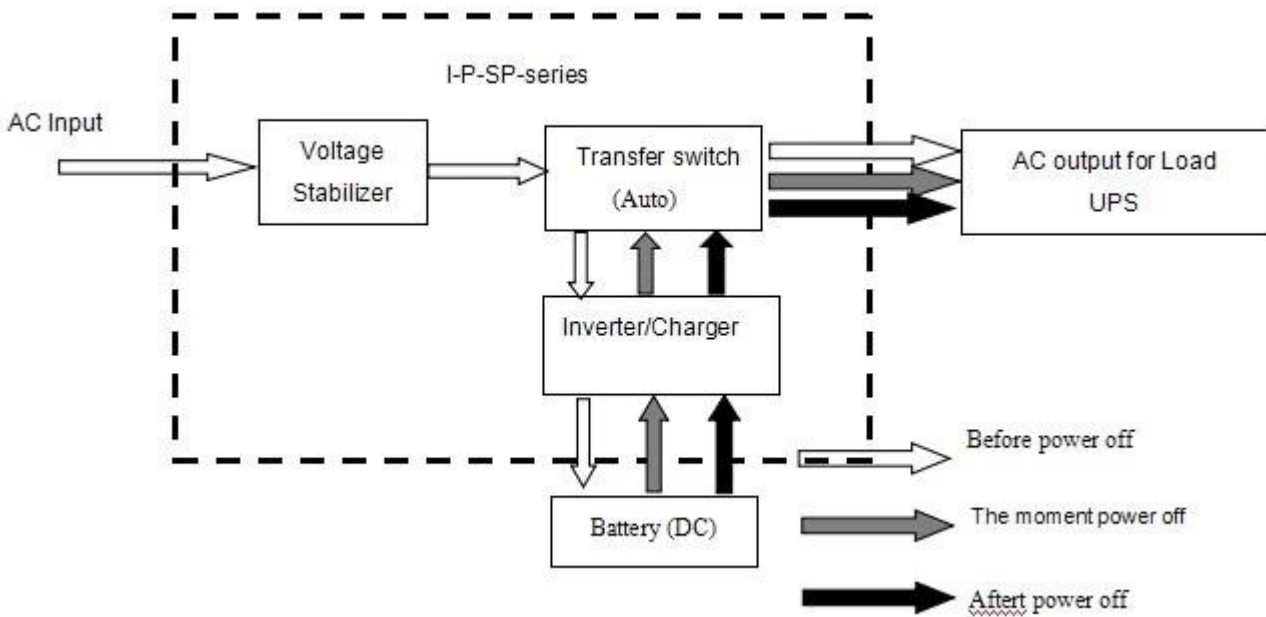 I-P-SP-series
AC Input
Voltage
Stabilizer
Transfer switch
(Auto)
AC output for Load
UPS
Inverter/Charger
Battery (DC)
Before power off
The moment power off
Aftert power off